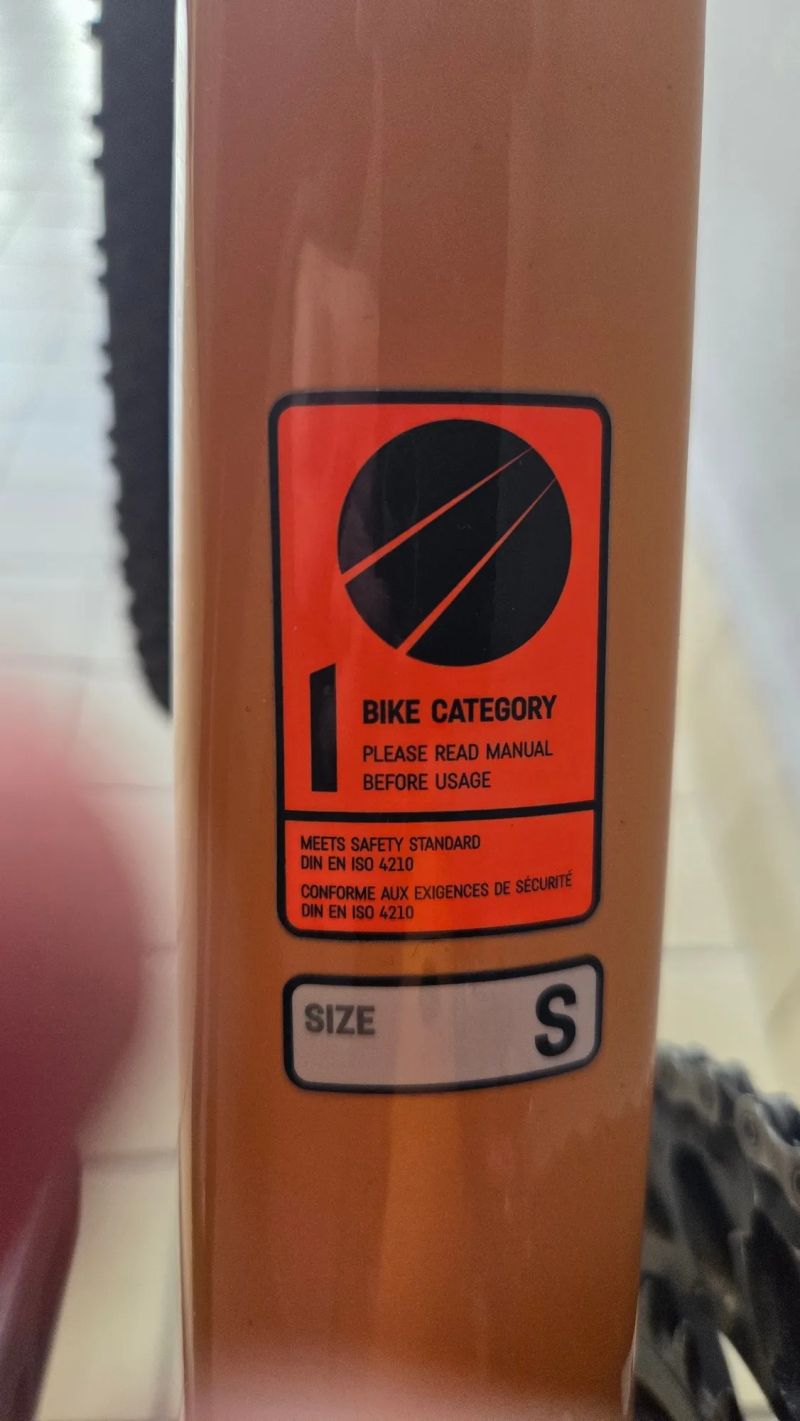 1
BIKE CATEGORY
PLEASE READ MANUAL
BEFORE USAGE
MEETS SAFETY STANDARD
DIN EN ISO 4210
CONFORME AUX EXIGENCES DE SÉCURITÉ
DIN EN ISO 4210
SIZE S